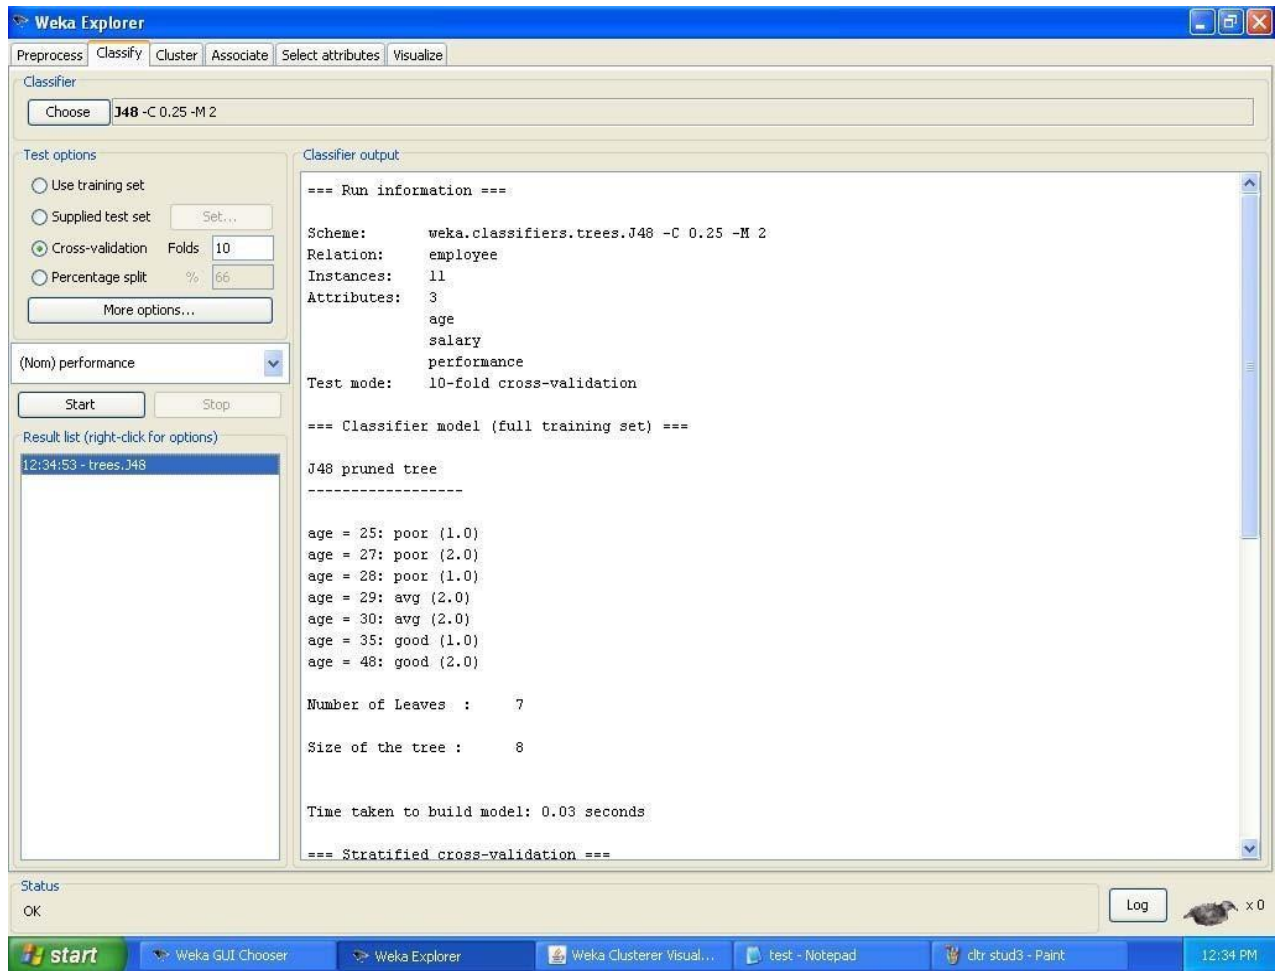 Weka Explorer
Preprocess Classify Cluster Associate Select attributes Visualize
Classifier
Choose J48 -C 0.25 -M 2
Test options
Use training set
Supplied test set Set...
Cross-validation Folds 10
Percentage split % 66
More options...
(Nom) performance
Start Stop
Result list (right-click for options)
12:34:53 - trees.J48
Classifier output
=== Run information ===
Scheme: weka.classifiers.trees.J48 -C 0.25 -M 2
Relation: employee
Instances: 11
Attributes: 3
age
salary
performance
Test mode: 10-fold cross-validation
=== Classifier model (full training set) ===
J48 pruned tree
------------------
age = 25: poor (1.0)
age = 27: poor (2.0)
age = 28: poor (1.0)
age = 29: avg (2.0)
age = 30: avg (2.0)
age = 35: good (1.0)
age = 48: good (2.0)
Number of Leaves : 7
Size of the tree : 8
Time taken to build model: 0.03 seconds
=== Stratified cross-validation ===
Status
OK
Log x 0
start Weka GUI Chooser Weka Explorer Weka Clusterer Visual... test - Notepad dtr stud3 - Paint 12:34 PM